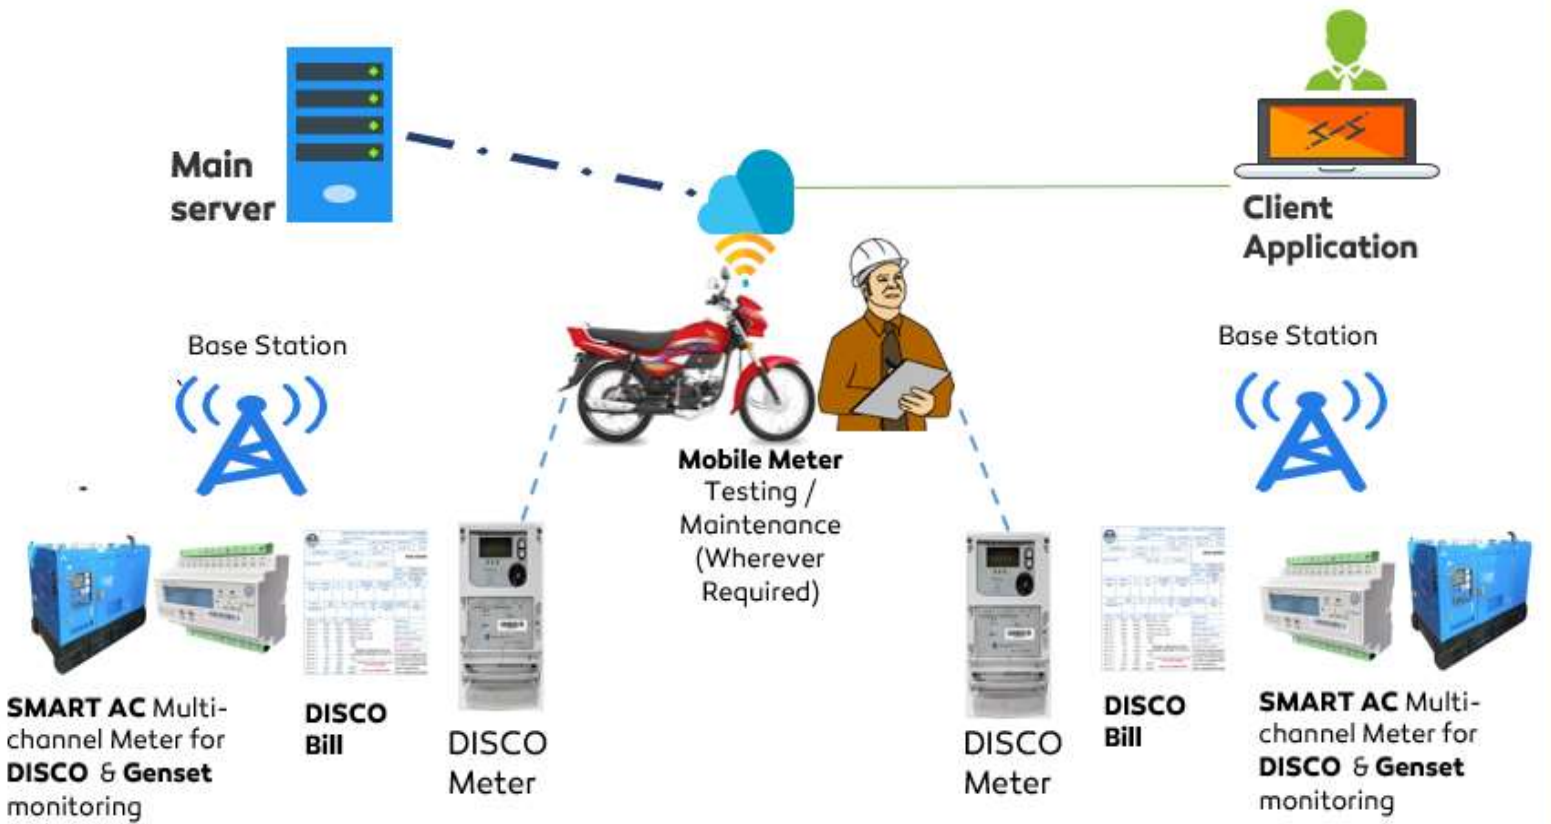 Main
server
Client
Application
Base Station
Base Station
Mobile Meter
Testing /
Maintenance
(Wherever
Required)
SMART AC Multi-
channel Meter for
DISCO & Genset
monitoring
DISCO
Bill
DISCO
Meter
DISCO
Meter
DISCO
Bill
SMART AC Multi-
channel Meter for
DISCO & Genset
monitoring